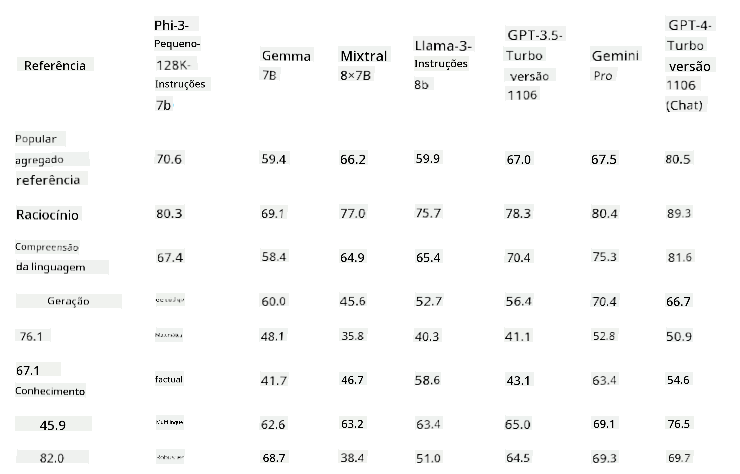 Referência Phi-3-Pequeno-128K-Instruções 7b Gemma 7B Mixtral 8×7B Llama-3-Instruções 8b GPT-3.5-Turbo versão 1106 Gemini Pro GPT-4-Turbo versão 1106 (Chat)
Popular agregado referência 70.6 59.4 66.2 59.9 67.0 67.5 80.5
Raciocínio 80.3 69.1 77.0 75.7 78.3 80.4 89.3
Compreensão da linguagem 67.4 58.4 64.9 65.4 70.4 75.3 81.6
Geração 60.0 45.6 52.7 56.4 70.4 66.7
76.1 Matemática 48.1 35.8 40.3 41.1 52.8 50.9
67.1 Conhecimento factual 41.7 46.7 58.6 43.1 63.4 54.6
45.9 Multilíngue 62.6 63.2 63.4 65.0 69.1 76.5
82.0 Robustez 68.7 38.4 51.0 64.5 69.3 69.7